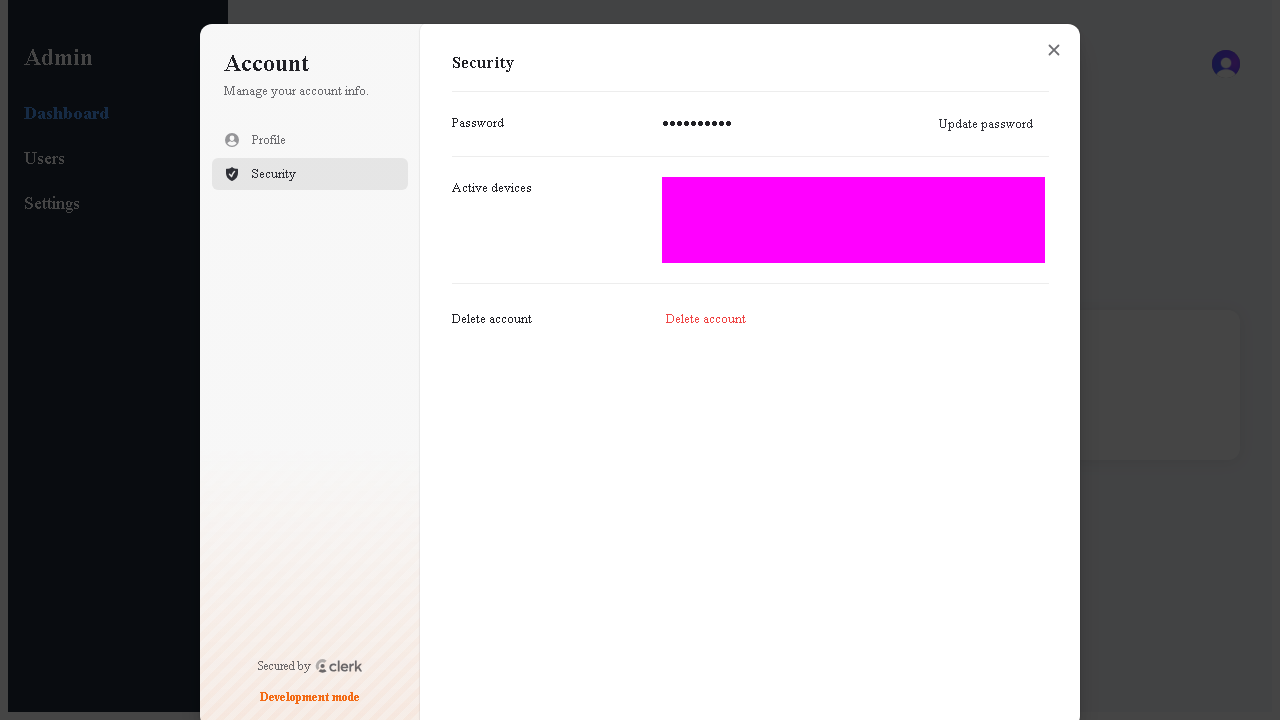 Admin
Dashboard
Users
Settings
Account
Manage your account info.
Profile
Security
Secured by clerk
Development mode
Security
Password
••••••••••
Update password
Active devices
Delete account
Delete account